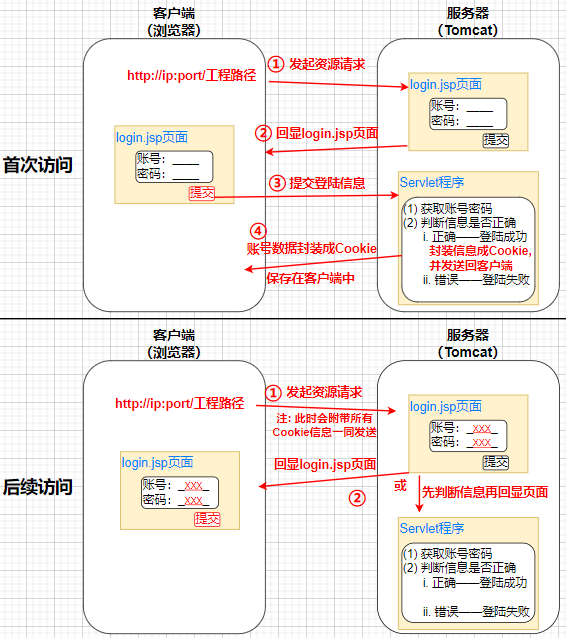 客户端
(浏览器)
服务器
(Tomcat)
首次访问
http://ip:port/工程路径
① 发起资源请求
login.jsp页面
账号: ____
密码: ____
提交
② 回显login.jsp页面
login.jsp页面
账号: ____
密码: ____
提交
③ 提交登陆信息
Servlet程序
(1) 获取账号密码
(2) 判断信息是否正确
i. 正确——登陆成功
封装信息成Cookie,
并发送回客户端
ii. 错误——登陆失败
④
账号数据封装成Cookie
保存在客户端中
客户端
(浏览器)
服务器
(Tomcat)
后续访问
http://ip:port/工程路径
① 发起资源请求
注: 此时会附带所有
Cookie信息一同发送
login.jsp页面
账号: _xxx_
密码: _xxx_
提交
回显login.jsp页面
②
login.jsp页面
账号: _xxx_
密码: _xxx_
提交
或
先判断信息再回显页面
Servlet程序
(1) 获取账号密码
(2) 判断信息是否正确
i. 正确——登陆成功
ii. 错误——登陆失败